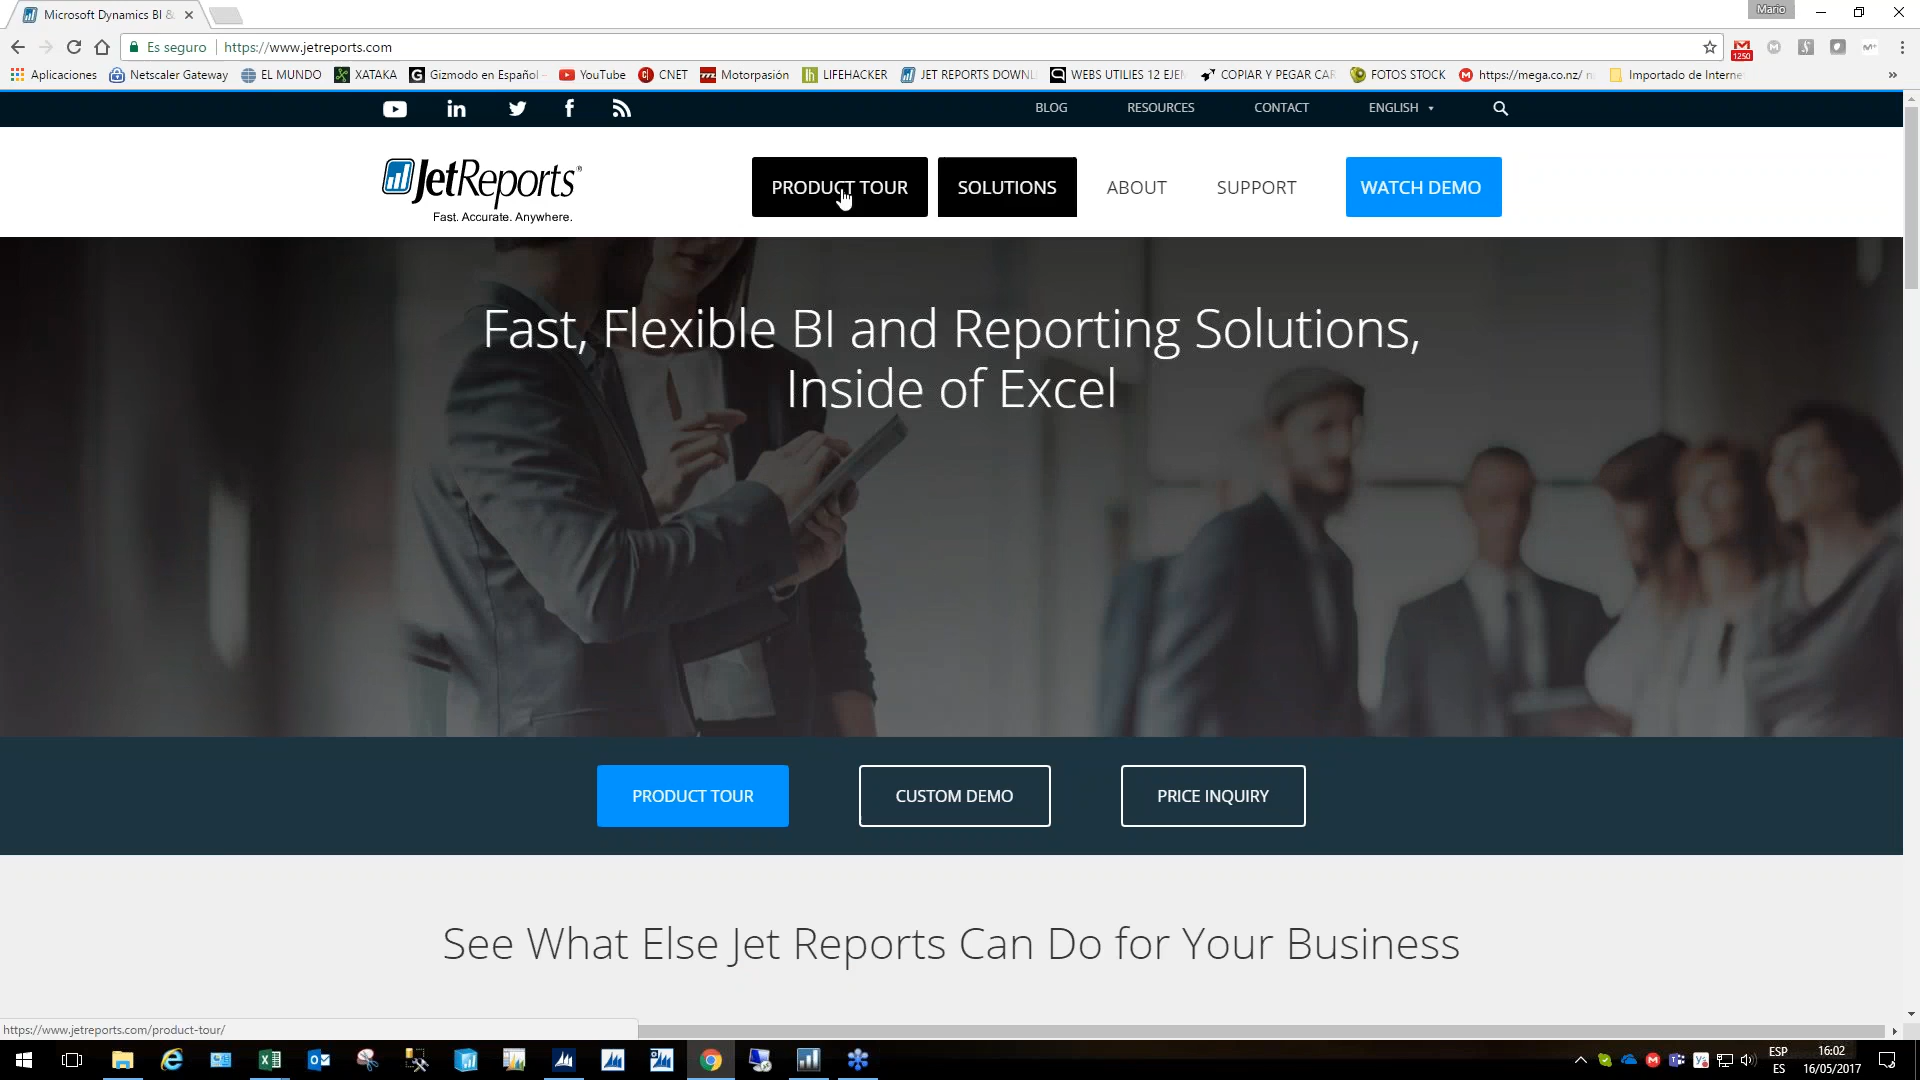 Microsoft Dynamics BI &
Mario
Es seguro
https://www.jetreports.com
1250
Aplicaciones
Netscaler Gateway
EL MUNDO
XATAKA
Gizmodo en Español -
YouTube
CNET
Motorpasión
LIFEHACKER
JET REPORTS DOWNL
WEBS UTILIES 12 EJEM
COPIAR Y PEGAR CAR
FOTOS STOCK
https://mega.co.nz/
Importado de Interne
BLOG
RESOURCES
CONTACT
ENGLISH
JetReports®
Fast. Accurate. Anywhere.
PRODUCT TOUR
SOLUTIONS
ABOUT
SUPPORT
WATCH DEMO
Fast, Flexible BI and Reporting Solutions,
Inside of Excel
PRODUCT TOUR
CUSTOM DEMO
PRICE INQUIRY
See What Else Jet Reports Can Do for Your Business
https://www.jetreports.com/product-tour/
ESP
ES
16:02
16/05/2017